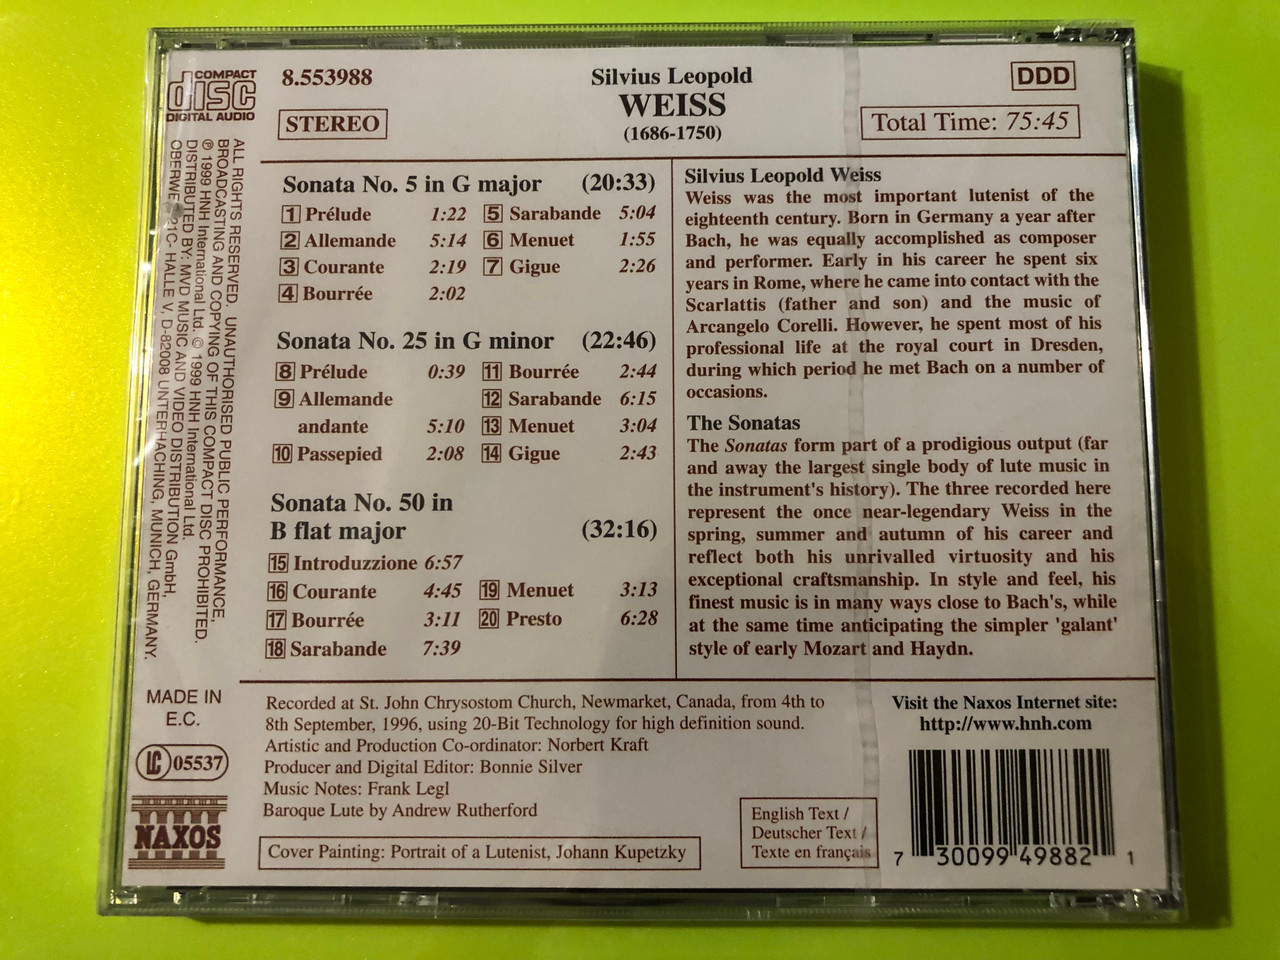 COMPACT
disc
DIGITAL AUDIO
8.553988
STEREO
Silvius Leopold
WEISS
(1686-1750)
DDD
Total Time: 75:45
ALL RIGHTS RESERVED. UNAUTHORISED PUBLIC PERFORMANCE,
BROADCASTING AND COPYING OF THIS COMPACT DISC PROHIBITED.
℗ 1999 HNH International Ltd. © 1999 HNH International Ltd.
DISTRIBUTED BY: MVD MUSIC AND VIDEO DISTRIBUTION GmbH,
HALLE V, D-82008 UNTERHACHING, MUNICH, GERMANY.
Sonata No. 5 in G major (20:33)
1 Prélude 1:22
2 Allemande 5:14
3 Courante 2:19
4 Bourrée 2:02
5 Sarabande 5:04
6 Menuet 1:55
7 Gigue 2:26
Sonata No. 25 in G minor (22:46)
8 Prélude 0:39
9 Allemande
andante 5:10
10 Passepied 2:08
11 Bourrée 2:44
12 Sarabande 6:15
13 Menuet 3:04
14 Gigue 2:43
Sonata No. 50 in
B flat major (32:16)
15 Introduzzione 6:57
16 Courante 4:45
17 Bourrée 3:11
18 Sarabande 7:39
19 Menuet 3:13
20 Presto 6:28
Silvius Leopold Weiss
Weiss was the most important lutenist of the
eighteenth century. Born in Germany a year after
Bach, he was equally accomplished as composer
and performer. Early in his career he spent six
years in Rome, where he came into contact with the
Scarlattis (father and son) and the music of
Arcangelo Corelli. However, he spent most of his
professional life at the royal court in Dresden,
during which period he met Bach on a number of
occasions.
The Sonatas
The Sonatas form part of a prodigious output (far
and away the largest single body of lute music in
the instrument's history). The three recorded here
represent the once near-legendary Weiss in the
spring, summer and autumn of his career and
reflect both his unrivalled virtuosity and his
exceptional craftsmanship. In style and feel, his
finest music is in many ways close to Bach's, while
at the same time anticipating the simpler 'galant'
style of early Mozart and Haydn.
MADE IN
E.C.
LC 05537
NAXOS
Recorded at St. John Chrysostom Church, Newmarket, Canada, from 4th to
8th September, 1996, using 20-Bit Technology for high definition sound.
Artistic and Production Co-ordinator: Norbert Kraft
Producer and Digital Editor: Bonnie Silver
Music Notes: Frank Legl
Baroque Lute by Andrew Rutherford
Cover Painting: Portrait of a Lutenist, Johann Kupetzky
English Text /
Deutscher Text /
Texte en français
Visit the Naxos Internet site:
http://www.hnh.com
7 30099 49882 1